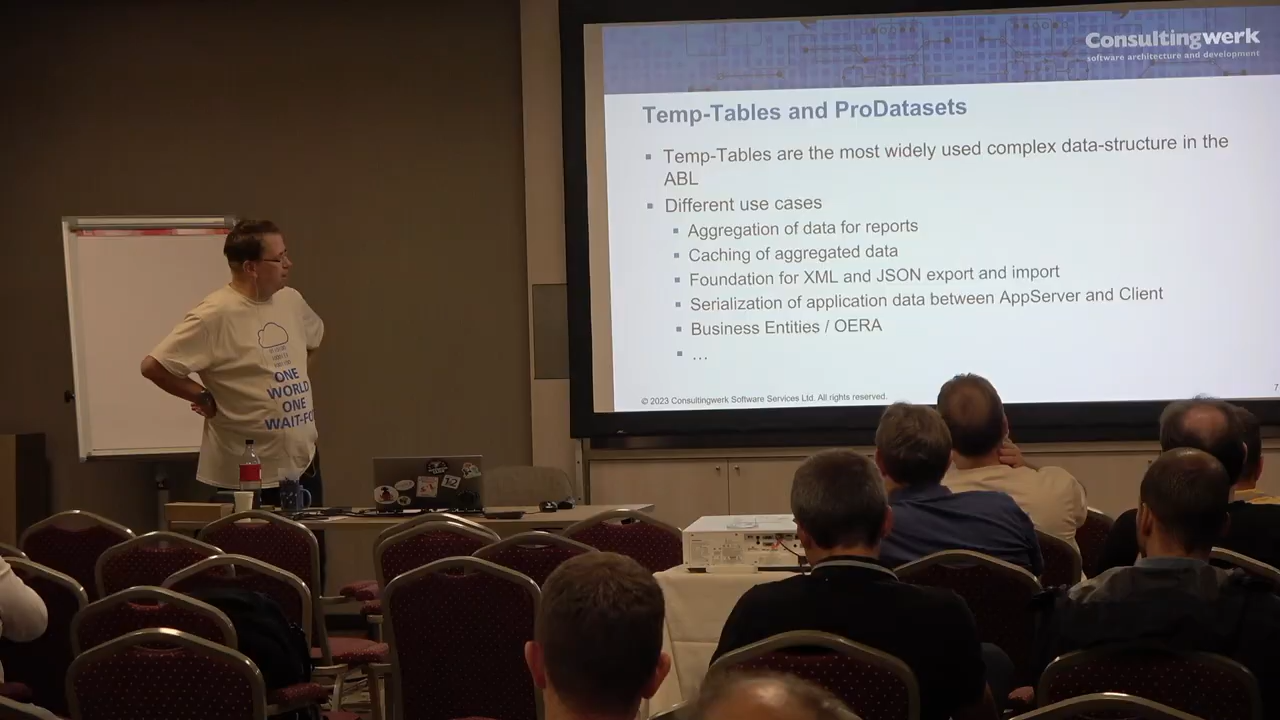 Consultingwerk
software architecture and development
Temp-Tables and ProDatasets
Temp-Tables are the most widely used complex data-structure in the
ABL
Different use cases
Aggregation of data for reports
Caching of aggregated data
Foundation for XML and JSON export and import
Serialization of application data between AppServer and Client
Business Entities / OERA
…
© 2023 Consultingwerk Software Services Ltd. All rights reserved.
7
ONE
WORLD
ONE
WAIT-FO